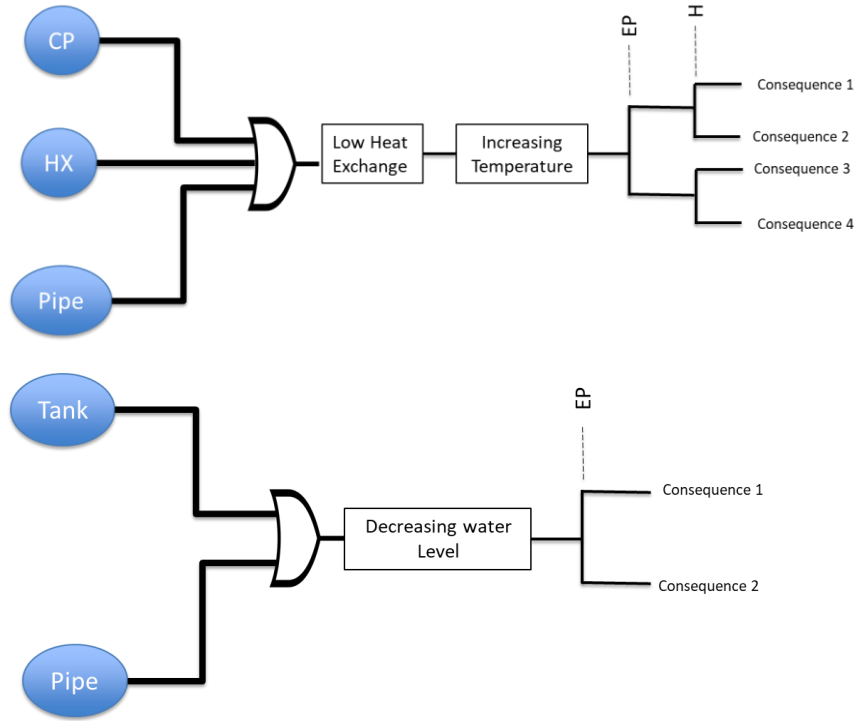 CP
EP
H
Consequence 1
HX
Low Heat
Exchange
Increasing
Temperature
Consequence 2
Consequence 3
Consequence 4
Pipe
Tank
EP
Consequence 1
Decreasing water
Level
Consequence 2
Pipe